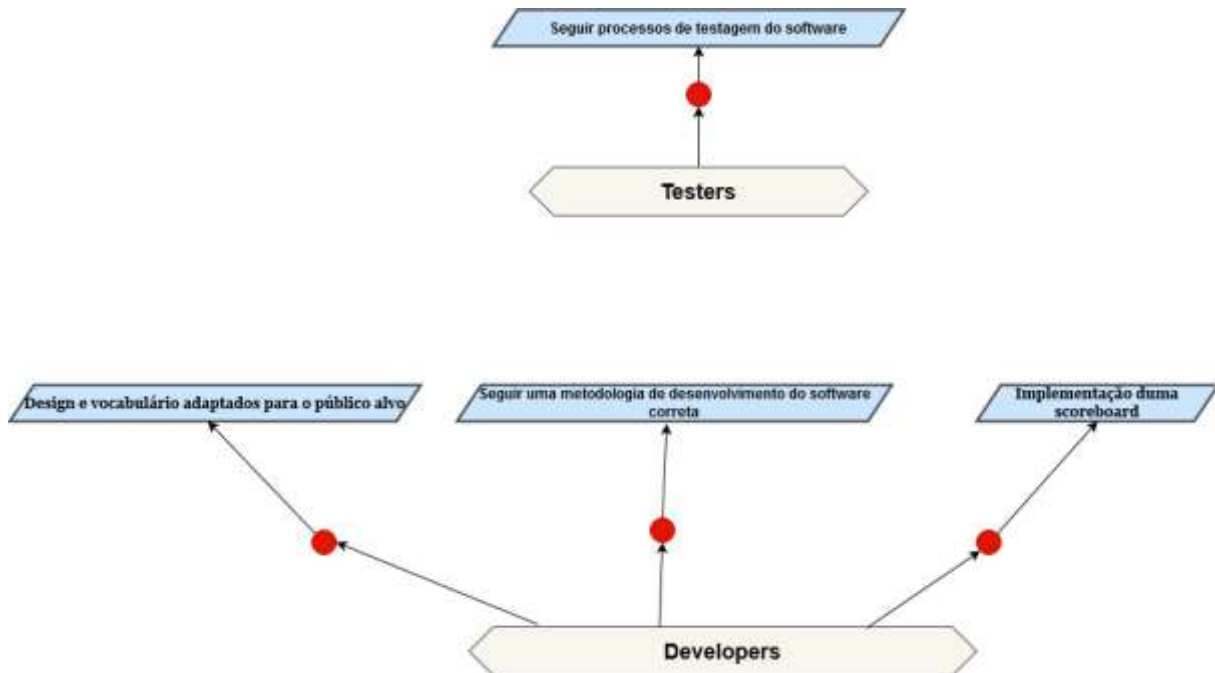 Seguir processos de testagem do software
Testers
Design e vocabulário adaptados para o público alvo
Seguir uma metodologia de desenvolvimento do software
correta
Implementação duma
scoreboard
Developers